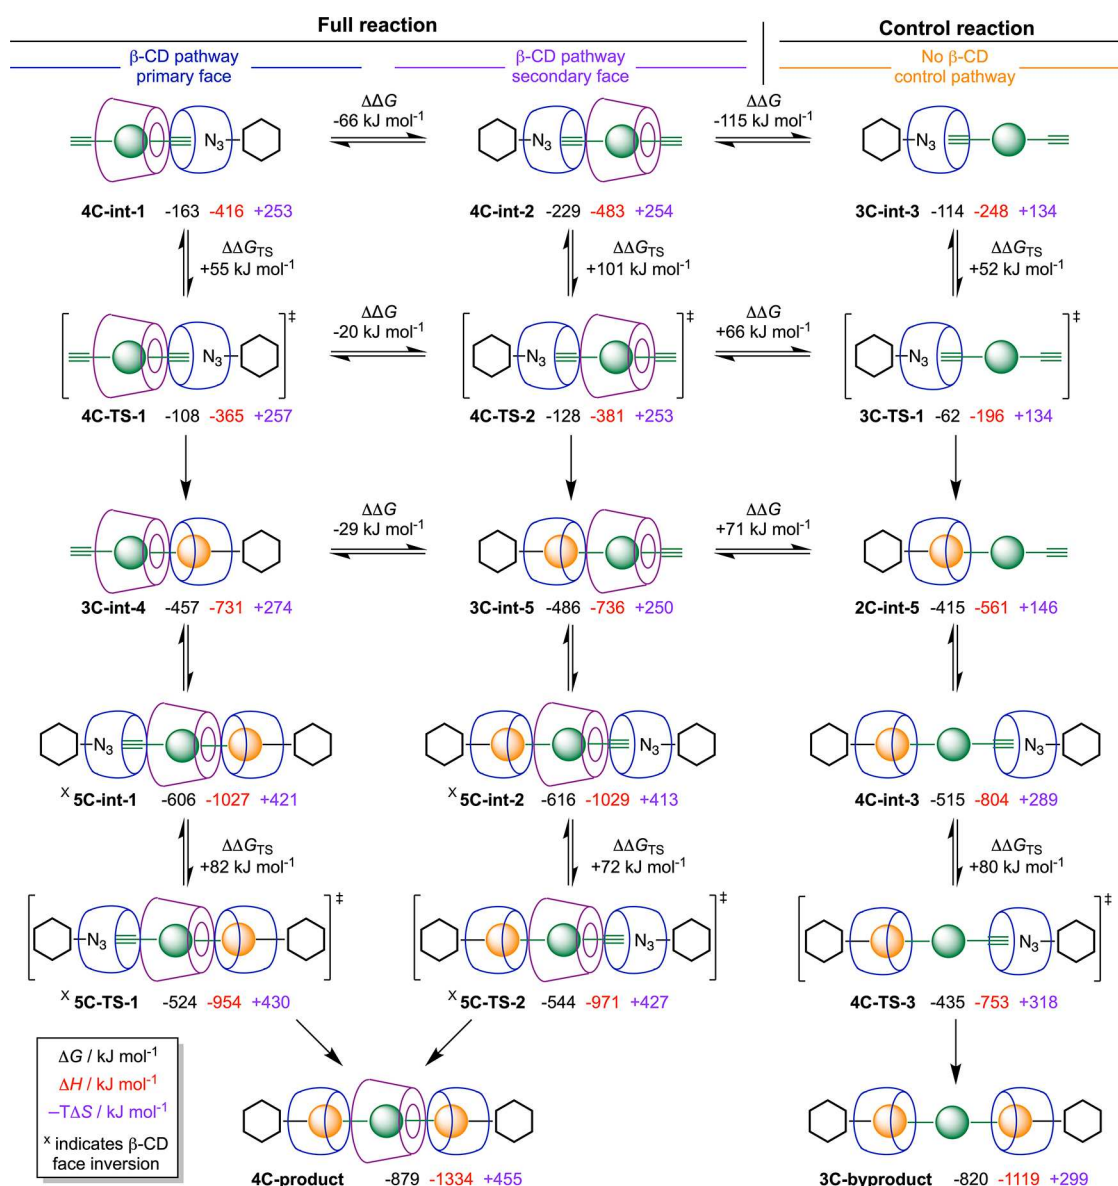 Full reaction
Control reaction
β-CD pathway
primary face
β-CD pathway
secondary face
No β-CD
control pathway
N3
ΔΔG
-66 kJ mol-1
N3
ΔΔG
-115 kJ mol-1
N3
4C-int-1 -163 -416 +253
4C-int-2 -229 -483 +254
3C-int-3 -114 -248 +134
ΔΔGTS
+55 kJ mol-1
ΔΔGTS
+101 kJ mol-1
ΔΔGTS
+52 kJ mol-1
N3
‡
ΔΔG
-20 kJ mol-1
N3
‡
ΔΔG
+66 kJ mol-1
N3
‡
4C-TS-1 -108 -365 +257
4C-TS-2 -128 -381 +253
3C-TS-1 -62 -196 +134
ΔΔG
-29 kJ mol-1
ΔΔG
+71 kJ mol-1
3C-int-4 -457 -731 +274
3C-int-5 -486 -736 +250
2C-int-5 -415 -561 +146
N3
N3
N3
x 5C-int-1 -606 -1027 +421
x 5C-int-2 -616 -1029 +413
4C-int-3 -515 -804 +289
ΔΔGTS
+82 kJ mol-1
ΔΔGTS
+72 kJ mol-1
ΔΔGTS
+80 kJ mol-1
N3
‡
N3
‡
N3
‡
x 5C-TS-1 -524 -954 +430
x 5C-TS-2 -544 -971 +427
4C-TS-3 -435 -753 +318
ΔG / kJ mol-1
ΔH / kJ mol-1
–TΔS / kJ mol-1
x indicates β-CD
face inversion
4C-product -879 -1334 +455
3C-byproduct -820 -1119 +299